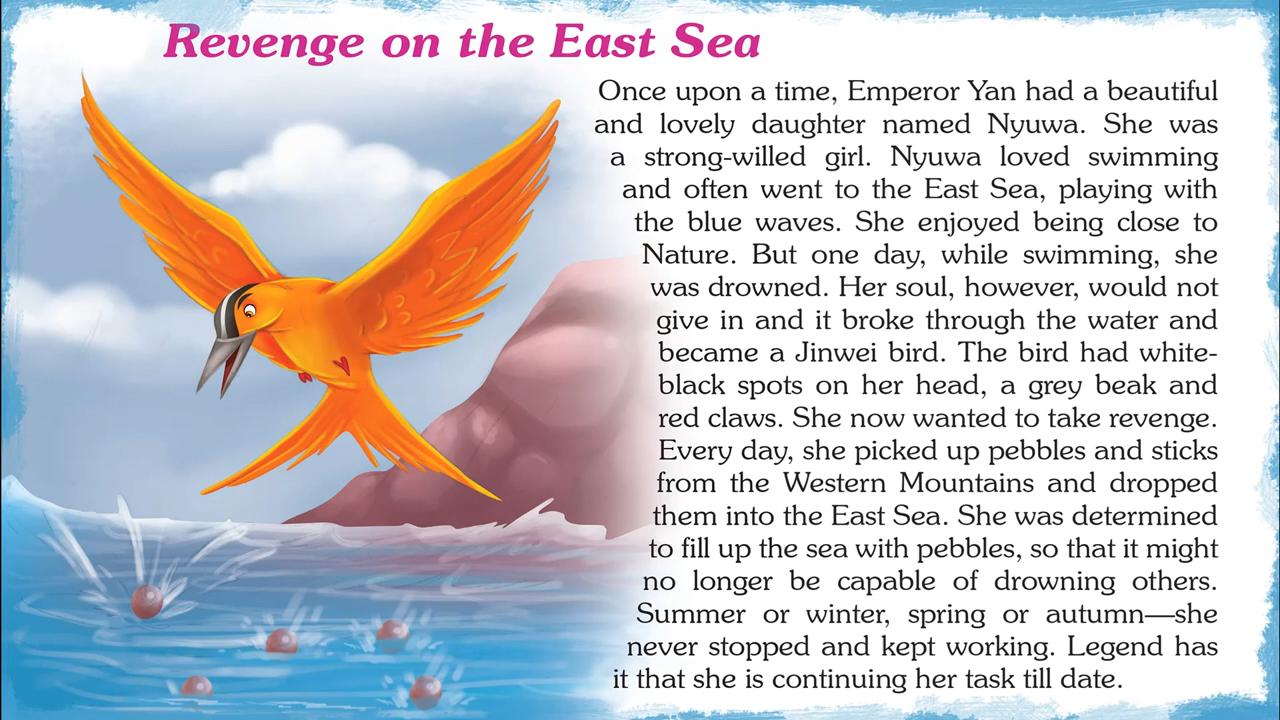 Revenge on the East Sea
Once upon a time, Emperor Yan had a beautiful
and lovely daughter named Nyuwa. She was
a strong-willed girl. Nyuwa loved swimming
and often went to the East Sea, playing with
the blue waves. She enjoyed being close to
Nature. But one day, while swimming, she
was drowned. Her soul, however, would not
give in and it broke through the water and
became a Jinwei bird. The bird had white-
black spots on her head, a grey beak and
red claws. She now wanted to take revenge.
Every day, she picked up pebbles and sticks
from the Western Mountains and dropped
them into the East Sea. She was determined
to fill up the sea with pebbles, so that it might
no longer be capable of drowning others.
Summer or winter, spring or autumn—she
never stopped and kept working. Legend has
it that she is continuing her task till date.